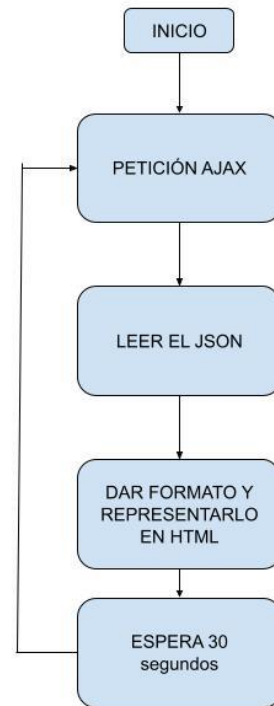 INICIO
PETICIÓN AJAX
LEER EL JSON
DAR FORMATO Y
REPRESENTARLO
EN HTML
ESPERA 30
segundos